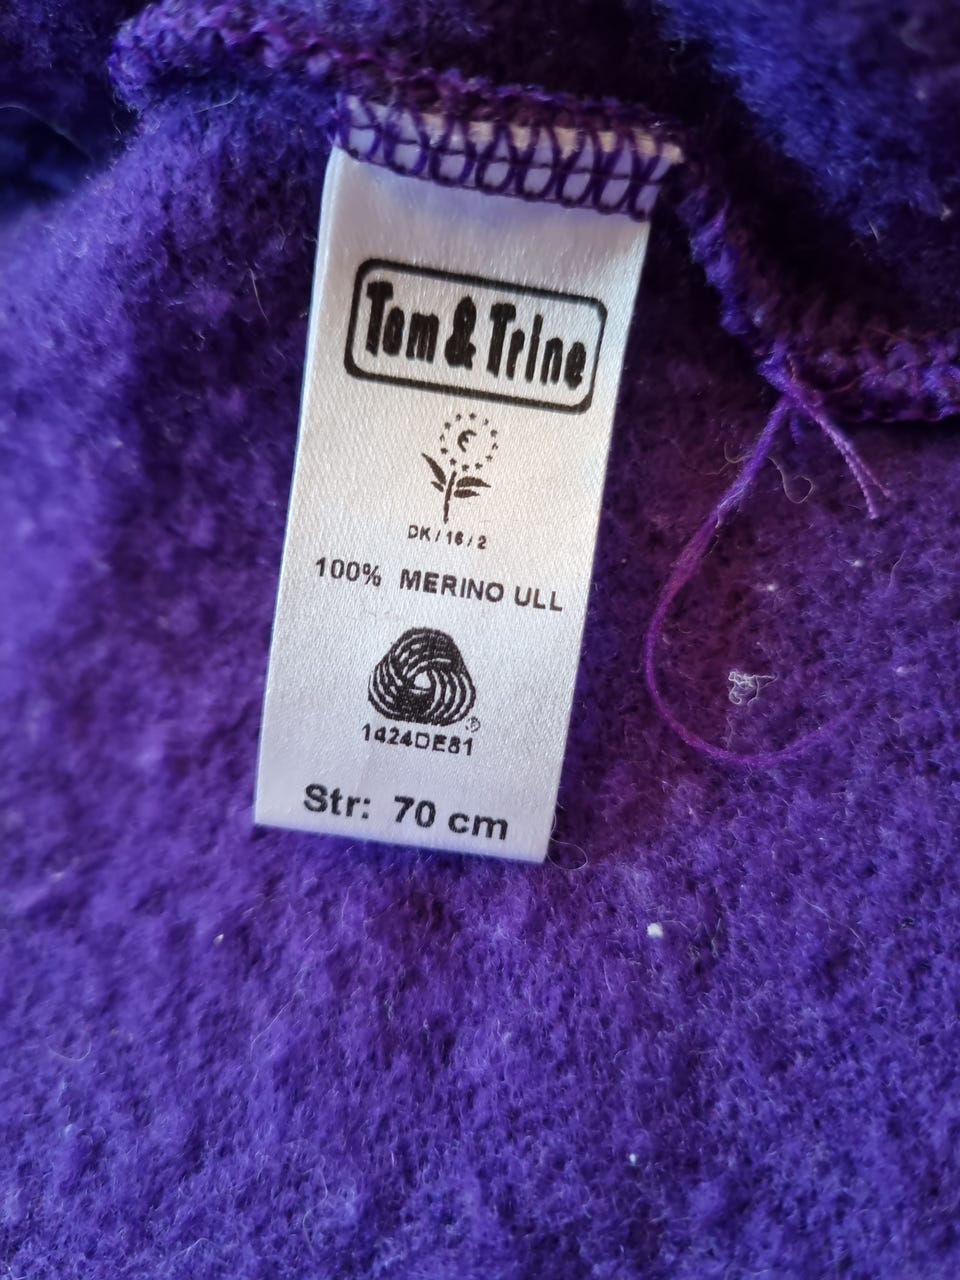 Tom & Trine
DK/16/2
100% MERINO ULL
®
1424DE81
Str: 70 cm